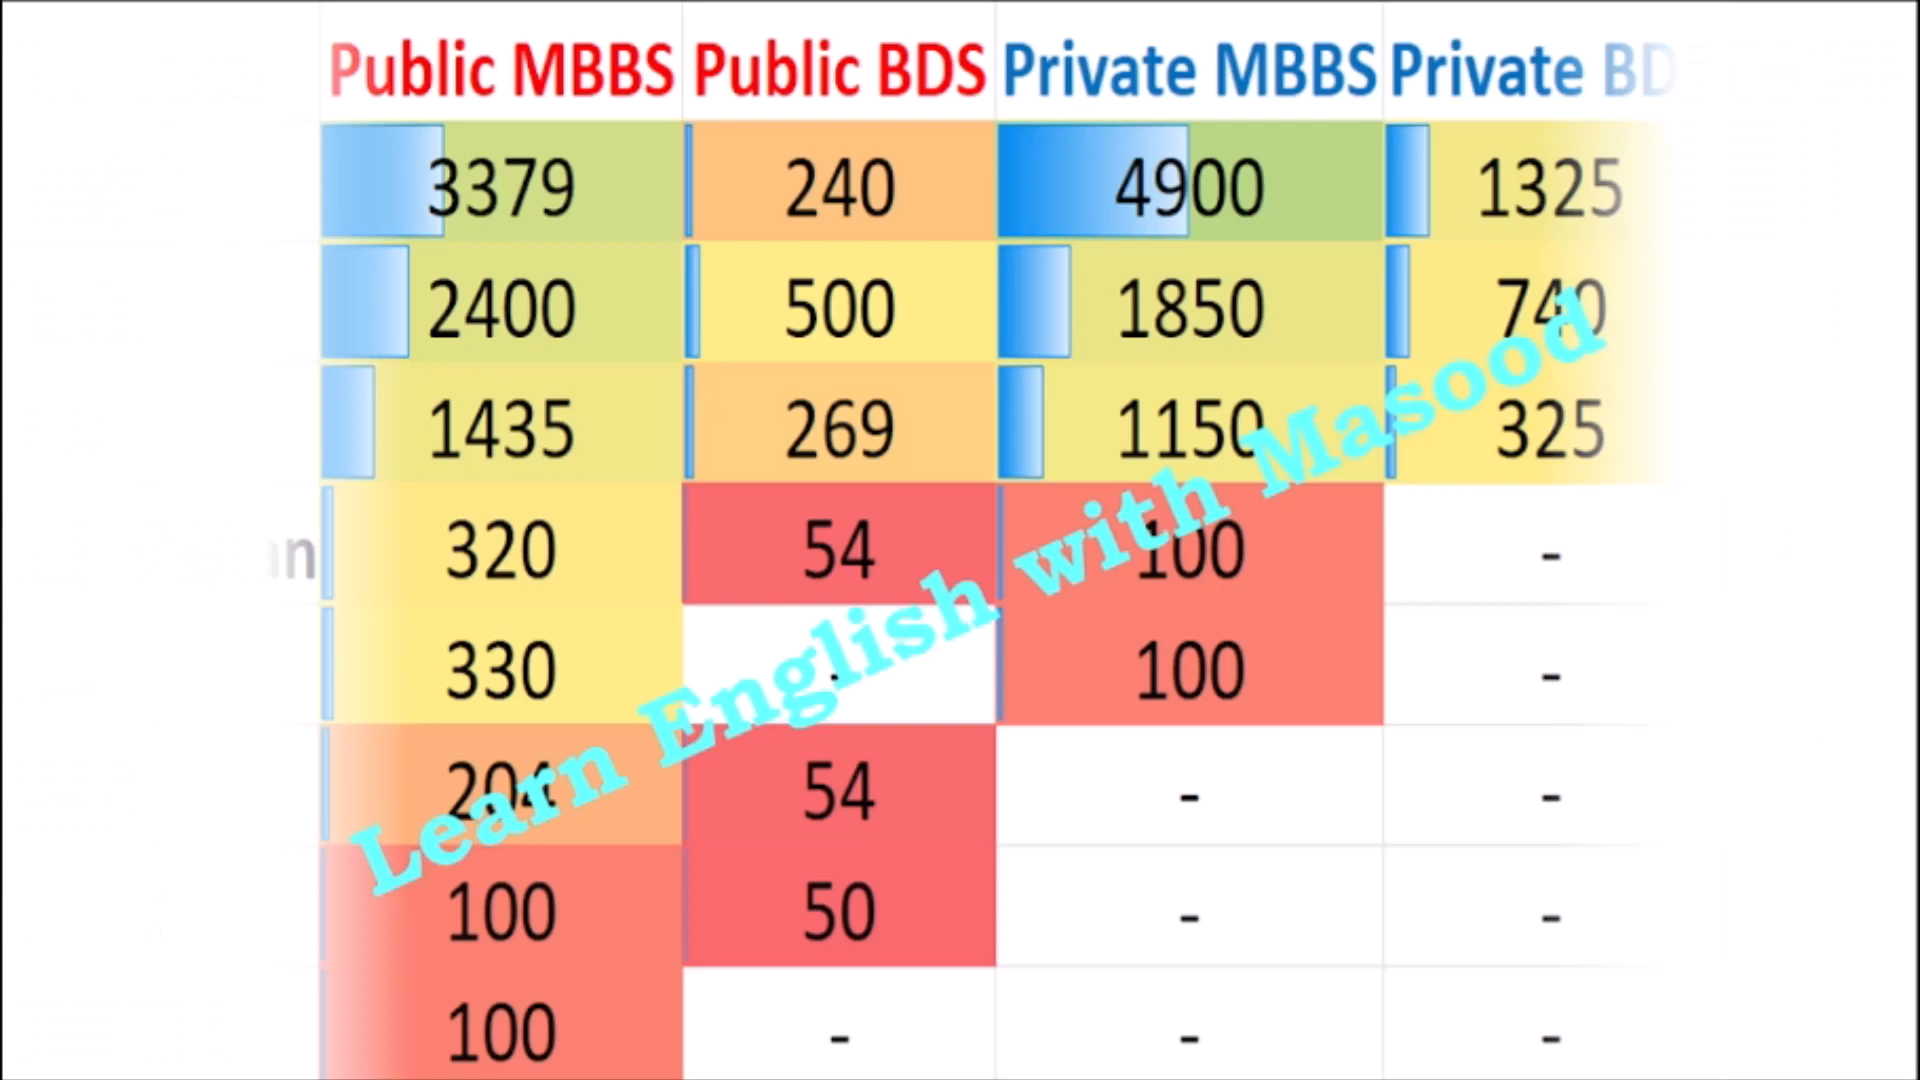 Public MBBS Public BDS Private MBBS Private BD
3379 240 4900 1325
2400 500 1850 740
1435 269 1150 325
320 54 100 -
330 - 100 -
204 54 - -
100 50 - -
100 - - -
Learn English with Masood